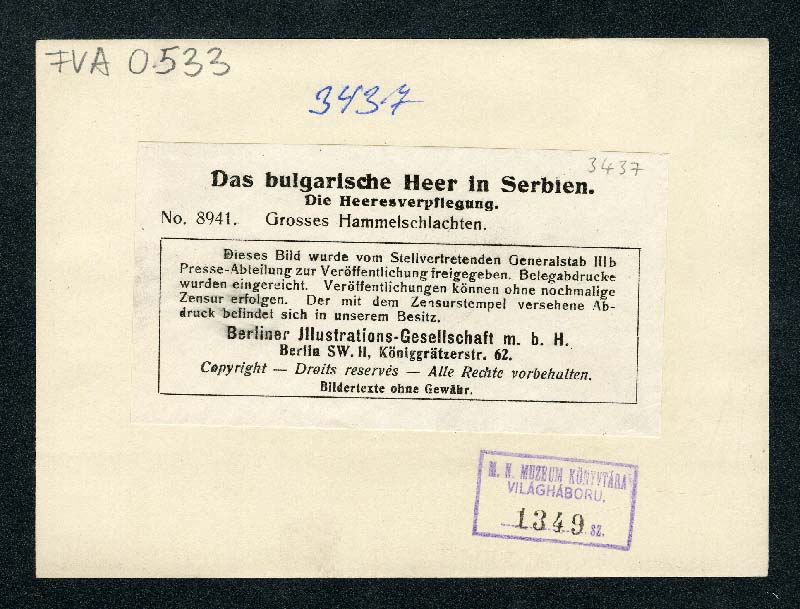 FVA 0533
3437
3437
Das bulgarische Heer in Serbien.
Die Heeresverpflegung.
No. 8941. Grosses Hammelschlachten.
Dieses Bild wurde vom Stellvertretenden Generalstab IIIb
Presse-Abteilung zur Veröffentlichung freigegeben. Belegabdrucke
wurden eingereicht. Veröffentlichungen können ohne nochmalige
Zensur erfolgen. Der mit dem Zensurstempel versehene Ab-
druck befindet sich in unserem Besitz.
Berliner Jllustrations-Gesellschaft m. b. H.
Berlin SW. 11, Königgrätzerstr. 62.
Copyright — Droits reservés — Alle Rechte vorbehalten.
Bildertexte ohne Gewähr.
M. N. MUZEUM KÖNYVTÁRA
VILÁGHÁBORU.
1349 sz.